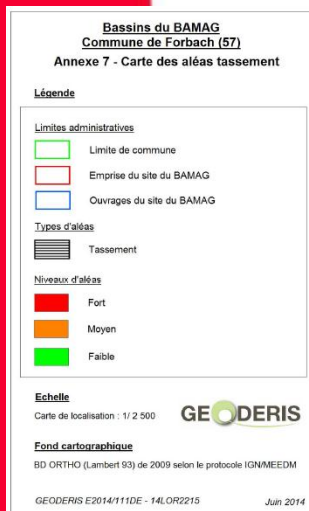 Bassins du BAMAG
Commune de Forbach (57)
Annexe 7 - Carte des aléas tassement
Légende
Limites administratives
Limite de commune
Emprise du site du BAMAG
Ouvrages du site du BAMAG
Types d'aléas
Tassement
Niveaux d'aléas
Fort
Moyen
Faible
Echelle
Carte de localisation : 1/ 2 500
GEODERIS
Fond cartographique
BD ORTHO (Lambert 93) de 2009 selon le protocole IGN/MEEDM
GEODERIS E2014/111DE - 14LOR2215
Juin 2014